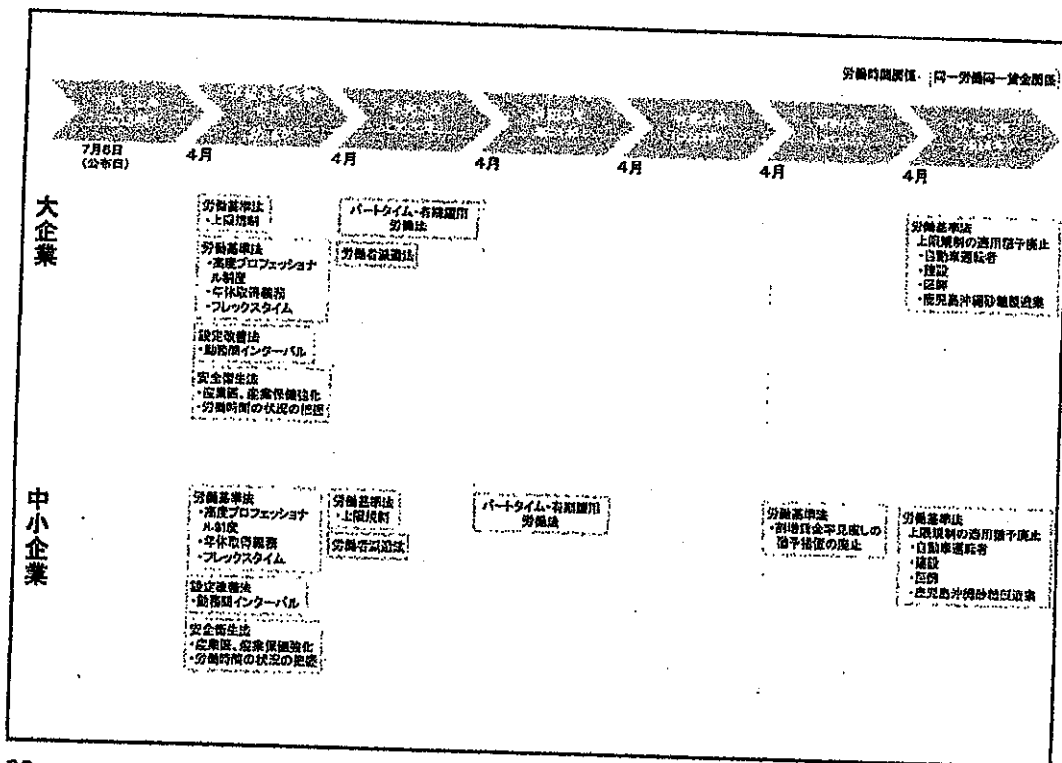 労働時間関係
同一労働同一賃金関係
7月6日
(公布日)
4月
4月
4月
4月
4月
4月
大企業
労働基準法
・上限規制
労働基準法
・高度プロフェッショナ
ル制度
・年休取得義務
・フレックスタイム
設定改善法
・勤務間インターバル
安全衛生法
・産業医、産業保健強化
・労働時間の状況の把握
パートタイム・有期雇用
労働法
労働者派遣法
労働基準法
上限規制の適用猶予廃止
・自動車運転者
・建設
・医師
・鹿児島沖縄砂糖製造業
中小企業
労働基準法
・高度プロフェッショナ
ル制度
・年休取得義務
・フレックスタイム
設定改善法
・勤務間インターバル
安全衛生法
・産業医、産業保健強化
・労働時間の状況の把握
労働基準法
・上限規制
労働者派遣法
パートタイム・有期雇用
労働法
労働基準法
・割増賃金率見直しの
猶予措置の廃止
労働基準法
上限規制の適用猶予廃止
・自動車運転者
・建設
・医師
・鹿児島沖縄砂糖製造業